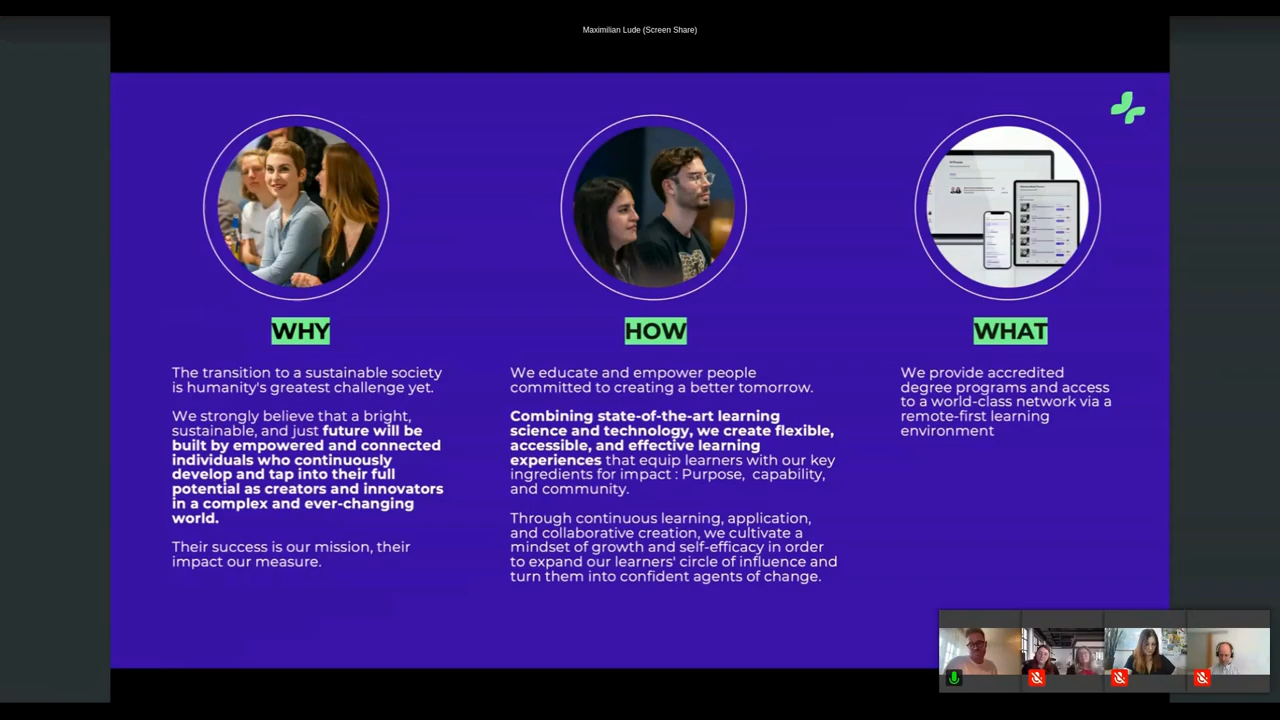 Maximilian Lude (Screen Share)
WHY
The transition to a sustainable society
is humanity's greatest challenge yet.
We strongly believe that a bright,
sustainable, and just future will be
built by empowered and connected
individuals who continuously
develop and tap into their full
potential as creators and innovators
in a complex and ever-changing
world.
Their success is our mission, their
impact our measure.
HOW
We educate and empower people
committed to creating a better tomorrow.
Combining state-of-the-art learning
science and technology, we create flexible,
accessible, and effective learning
experiences that equip learners with our key
ingredients for impact : Purpose, capability,
and community.
Through continuous learning, application,
and collaborative creation, we cultivate a
mindset of growth and self-efficacy in order
to expand our learners' circle of influence and
turn them into confident agents of change.
WHAT
We provide accredited
degree programs and access
to a world-class network via a
remote-first learning
environment